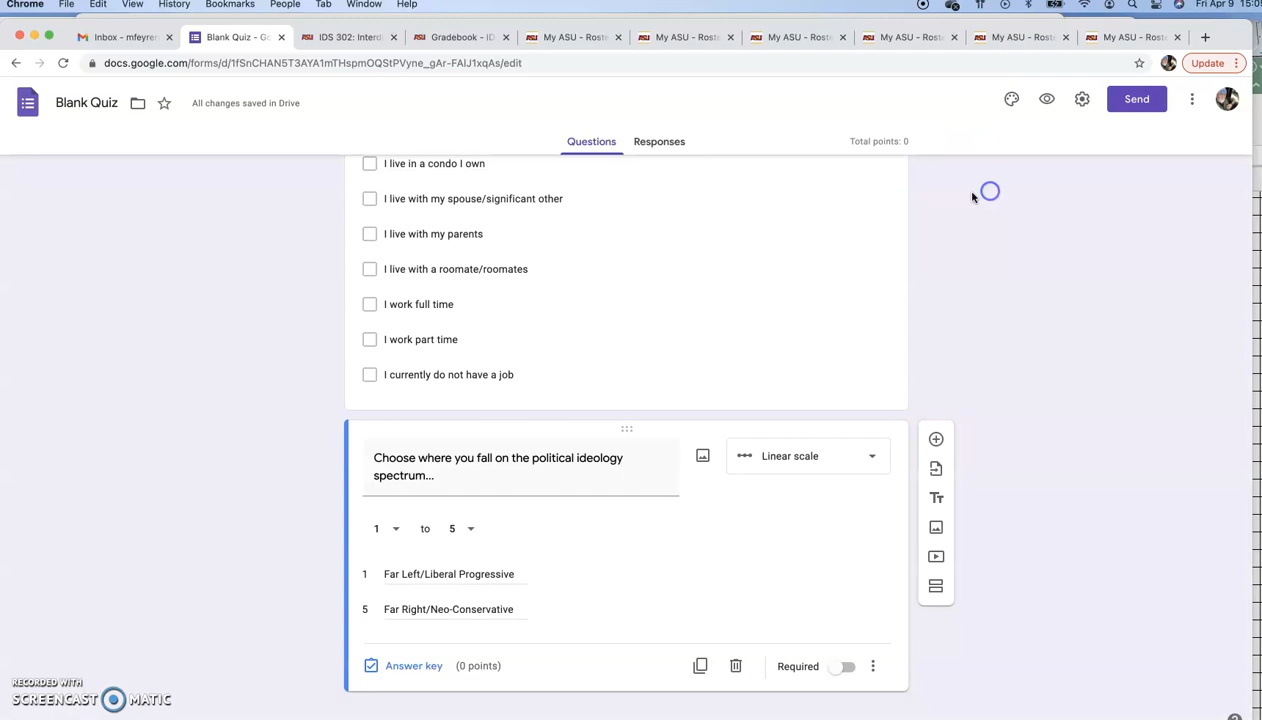 Chrome File Edit View History Bookmarks People Tab Window Help Fri Apr 9 15:0
Inbox - mfeyre Blank Quiz - Go IDS 302: Interdi Gradebook - iD My ASU - Roste My ASU - Roste My ASU - Roste My ASU - Roste My ASU - Roste My ASU - Roste
docs.google.com/forms/d/1fSnCHAN5T3AYA1mTHspmOQStPVyne_gAr-FAlJ1xqAs/edit Update
Blank Quiz All changes saved in Drive Send
Questions Responses Total points: 0
I live in a condo I own
I live with my spouse/significant other
I live with my parents
I live with a roomate/roomates
I work full time
I work part time
I currently do not have a job
Choose where you fall on the political ideology
spectrum...
Linear scale
Tт
1 to 5
1 Far Left/Liberal Progressive
5 Far Right/Neo-Conservative
Answer key (0 points) Required
RECORDED WITH
SCREENCAST MATIC